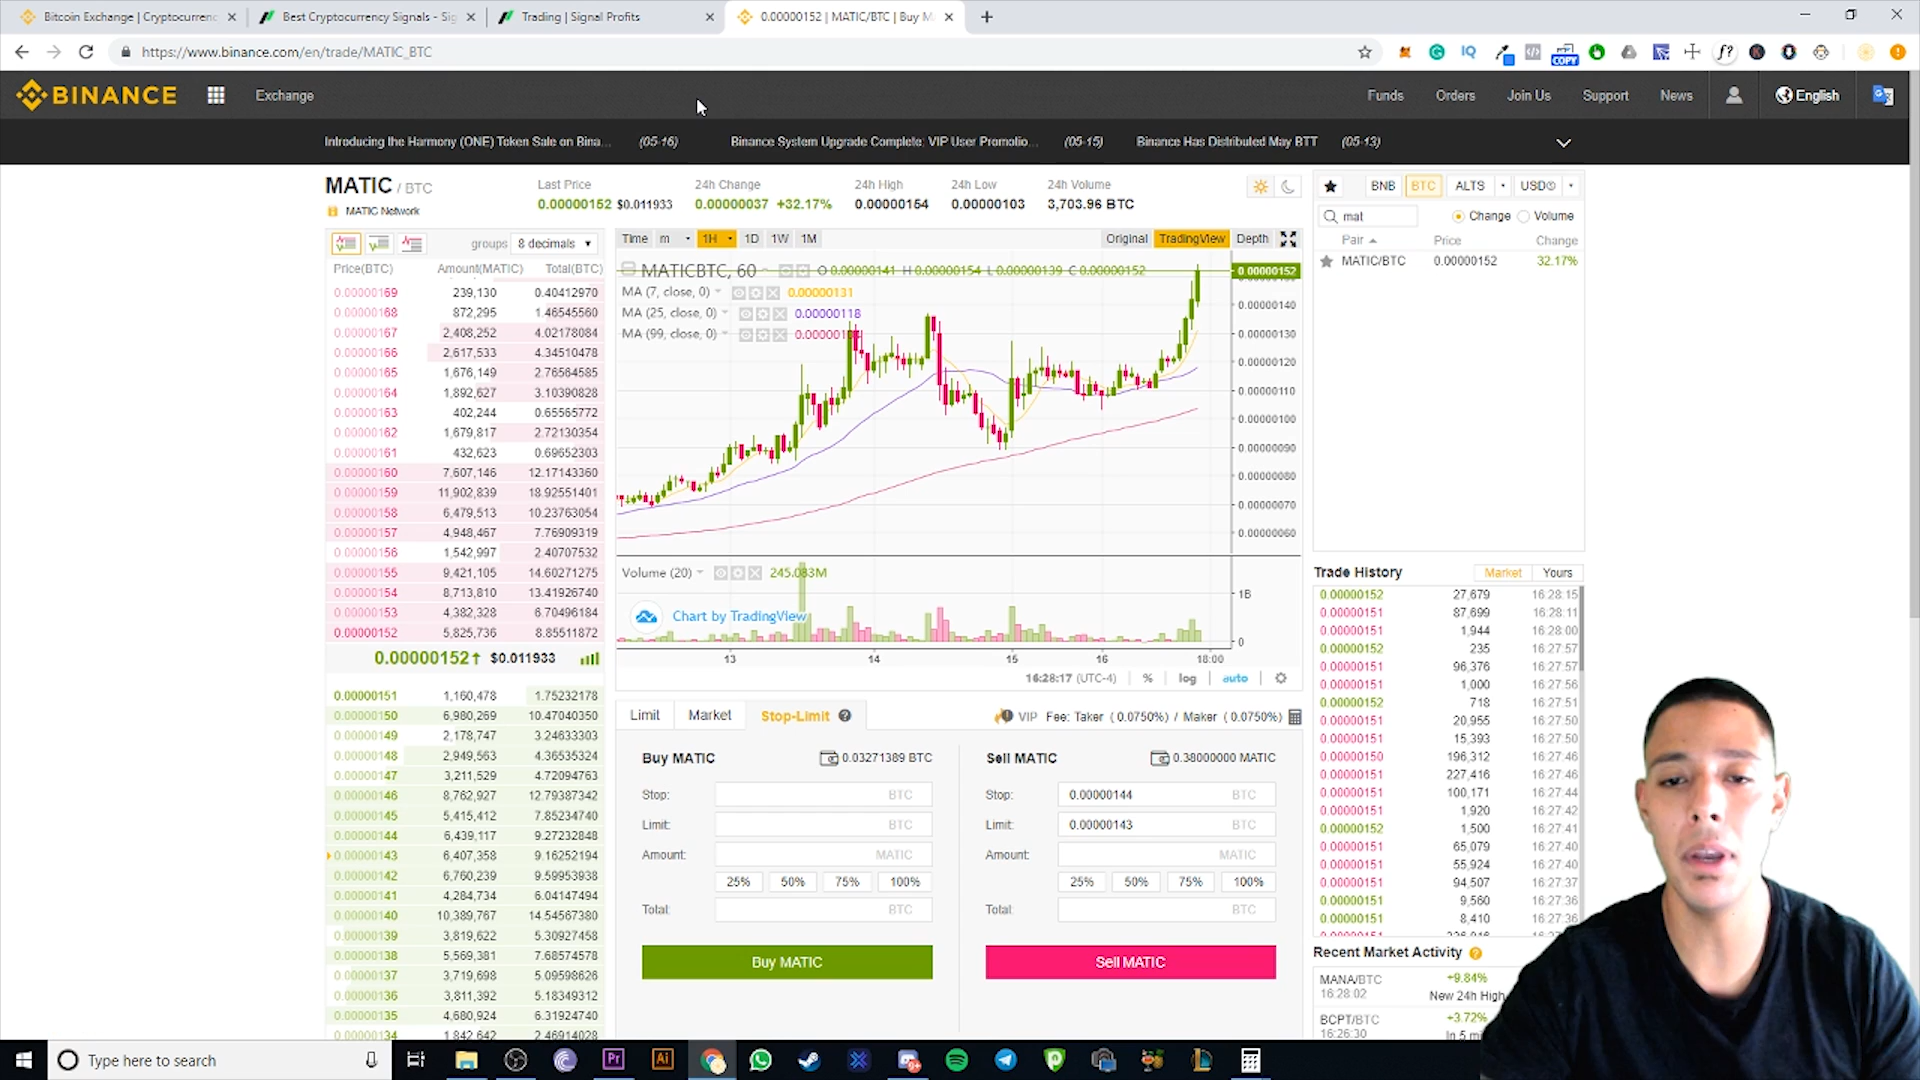 Bitcoin Exchange | Cryptocurrenc
Best Cryptocurrency Signals - Sig
Trading | Signal Profits
0.00000152 | MATIC/BTC | Buy M
https://www.binance.com/en/trade/MATIC_BTC
COPY
BINANCE
Exchange
Funds
Orders
Join Us
Support
News
English
Introducing the Harmony (ONE) Token Sale on Bina... (05-16)
Binance System Upgrade Complete: VIP User Promotio... (05-15)
Binance Has Distributed May BTT (05-13)
MATIC / BTC
MATIC Network
Last Price
0.00000152 $0.011933
24h Change
0.00000037 +32.17%
24h High
0.00000154
24h Low
0.00000103
24h Volume
3,703.96 BTC
groups 8 decimals
Price(BTC) Amount(MATIC) Total(BTC)
0.00000169 239,130 0.40412970
0.00000168 872,295 1.46545560
0.00000167 2,408,252 4.02178084
0.00000166 2,617,533 4.34510478
0.00000165 1,676,149 2.76564585
0.00000164 1,892,627 3.10390828
0.00000163 402,244 0.65565772
0.00000162 1,679,817 2.72130354
0.00000161 432,623 0.69652303
0.00000160 7,607,146 12.17143360
0.00000159 11,902,839 18.92551401
0.00000158 6,479,513 10.23763054
0.00000157 4,948,467 7.76909319
0.00000156 1,542,997 2.40707532
0.00000155 9,421,105 14.60271275
0.00000154 8,713,810 13.41926740
0.00000153 4,382,328 6.70496184
0.00000152 5,825,736 8.85511872
0.00000152↑ $0.011933
0.00000151 1,160,478 1.75232178
0.00000150 6,980,269 10.47040350
0.00000149 2,178,747 3.24633303
0.00000148 2,949,563 4.36535324
0.00000147 3,211,529 4.72094763
0.00000146 8,762,927 12.79387342
0.00000145 5,415,412 7.85234740
0.00000144 6,439,117 9.27232848
0.00000143 6,407,358 9.16252194
0.00000142 6,760,239 9.59953938
0.00000141 4,284,734 6.04147494
0.00000140 10,389,767 14.54567380
0.00000139 3,819,622 5.30927458
0.00000138 5,569,381 7.68574578
0.00000137 3,719,698 5.09598626
0.00000136 3,811,392 5.18349312
0.00000135 4,680,924 6.31924740
0.00000134 1,842,642 2.46914028
Time m 1H 1D 1W 1M
Original TradingView Depth
MATICBTC, 60 O 0.00000141 H 0.00000154 L 0.00000139 C 0.00000152
MA (7, close, 0) 0.00000131
MA (25, close, 0) 0.00000118
MA (99, close, 0)
0.00000152
0.00000140
0.00000130
0.00000120
0.00000110
0.00000100
0.00000090
0.00000080
0.00000070
0.00000060
Volume (20) 245.083M
Chart by TradingView
1B
0
13 14 15 16 18:00
16:28:17 (UTC-4) % log auto
Limit Market Stop-Limit
VIP Fee: Taker ( 0.0750%) / Maker ( 0.0750%)
Buy MATIC 0.03271389 BTC
Stop: BTC
Limit: BTC
Amount: MATIC
25% 50% 75% 100%
Total: BTC
Buy MATIC
Sell MATIC 0.38000000 MATIC
Stop: 0.00000144 BTC
Limit: 0.00000143 BTC
Amount: MATIC
25% 50% 75% 100%
Total: BTC
Sell MATIC
BNB BTC ALTS USDⓈ
mat
Change Volume
Pair Price Change
MATIC/BTC 0.00000152 32.17%
Trade History Market Yours
0.00000152 27,679 16:28:15
0.00000151 87,699 16:28:11
0.00000151 1,944 16:28:00
0.00000152 235 16:27:57
0.00000151 96,376 16:27:57
0.00000151 1,000 16:27:56
0.00000152 718 16:27:51
0.00000151 20,955 16:27:50
0.00000151 15,393 16:27:50
0.00000150 196,312 16:27:46
0.00000151 227,416 16:27:46
0.00000151 100,171 16:27:44
0.00000151 1,920 16:27:42
0.00000152 1,500 16:27:41
0.00000151 65,079 16:27:40
0.00000151 55,924 16:27:40
0.00000151 94,507 16:27:37
0.00000151 9,560 16:27:36
0.00000151 8,410 16:27:36
Recent Market Activity
MANA/BTC +9.84%
16:28:02 New 24h High
BCPT/BTC +3.72%
16:26:30 In 5 mi
Type here to search
Pr
Ai